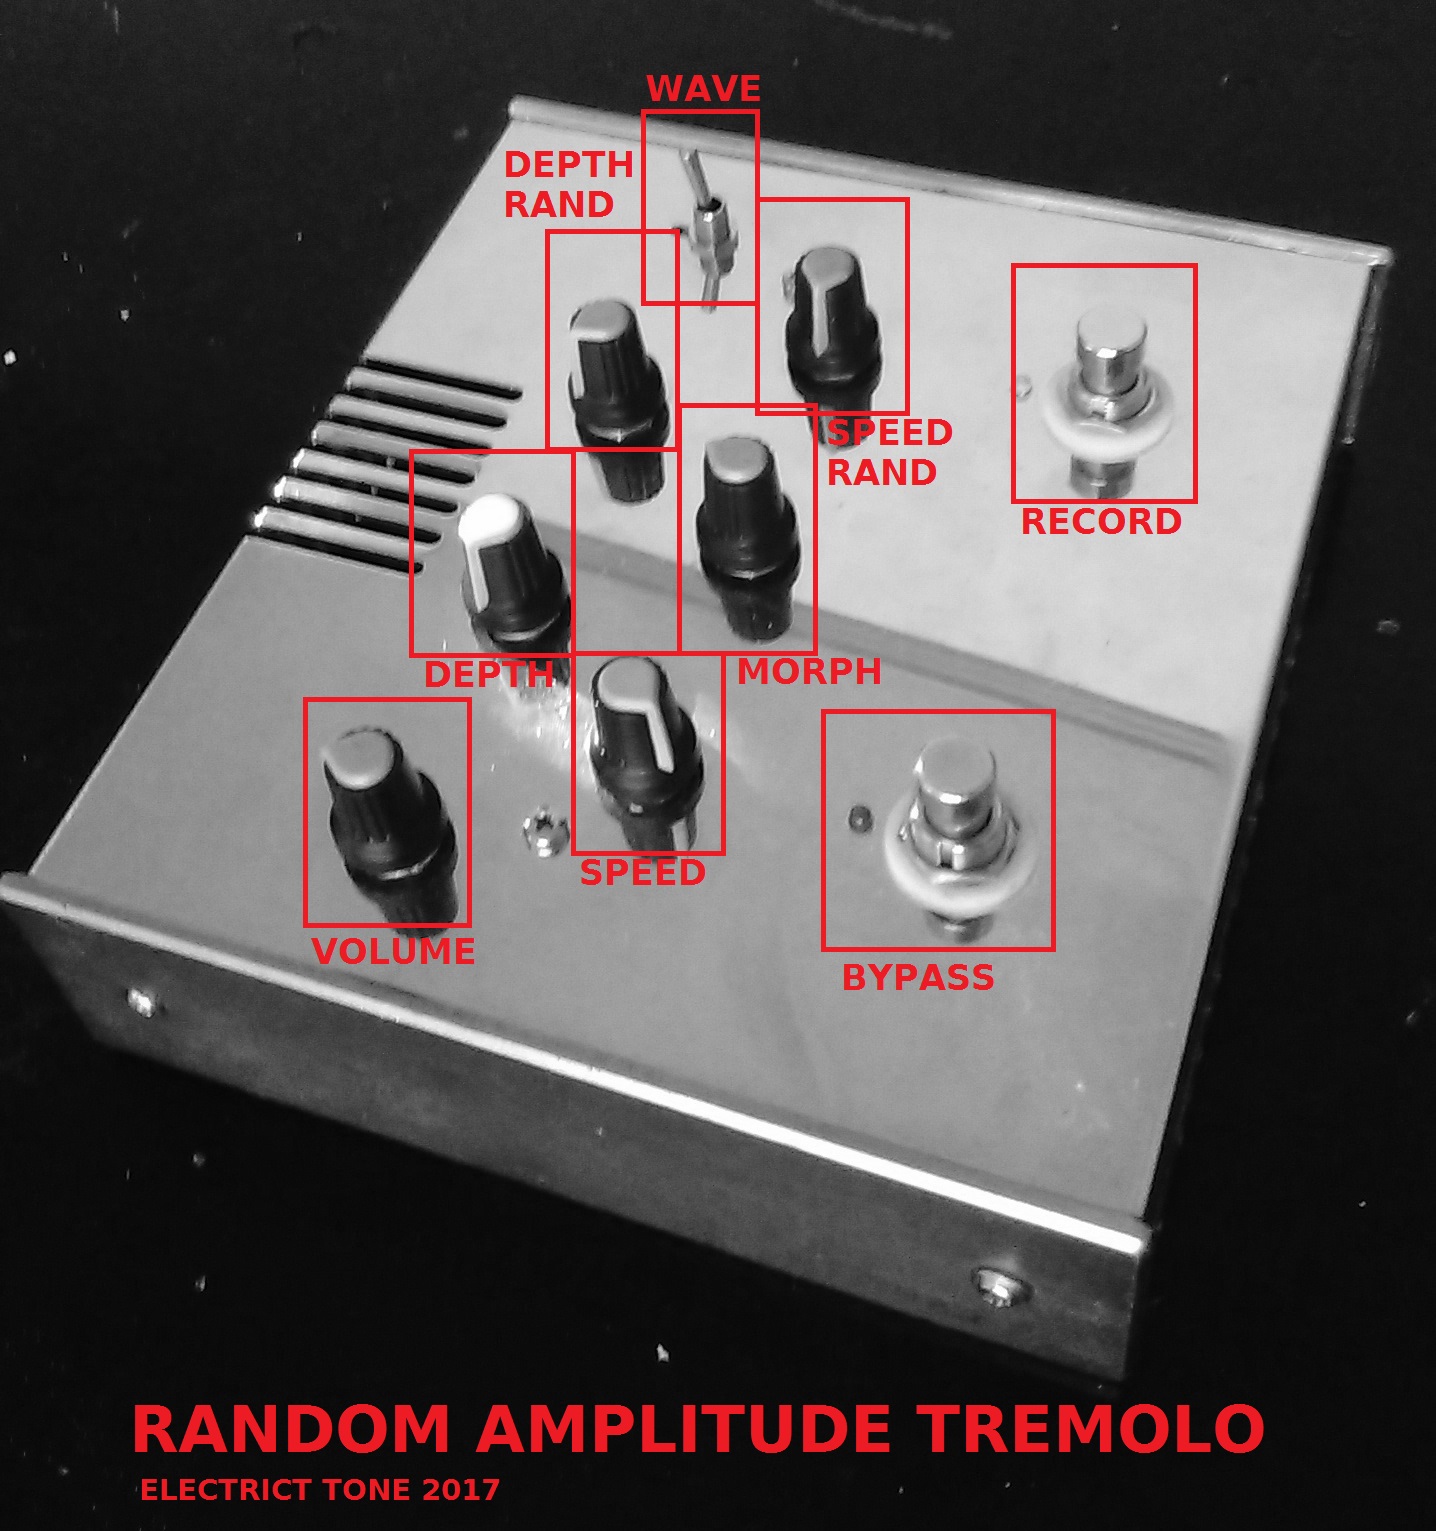 WAVE
DEPTH
RAND
SPEED
RAND
RECORD
DEPTH
MORPH
SPEED
VOLUME
BYPASS
RANDOM AMPLITUDE TREMOLO
ELECTRICT TONE 2017